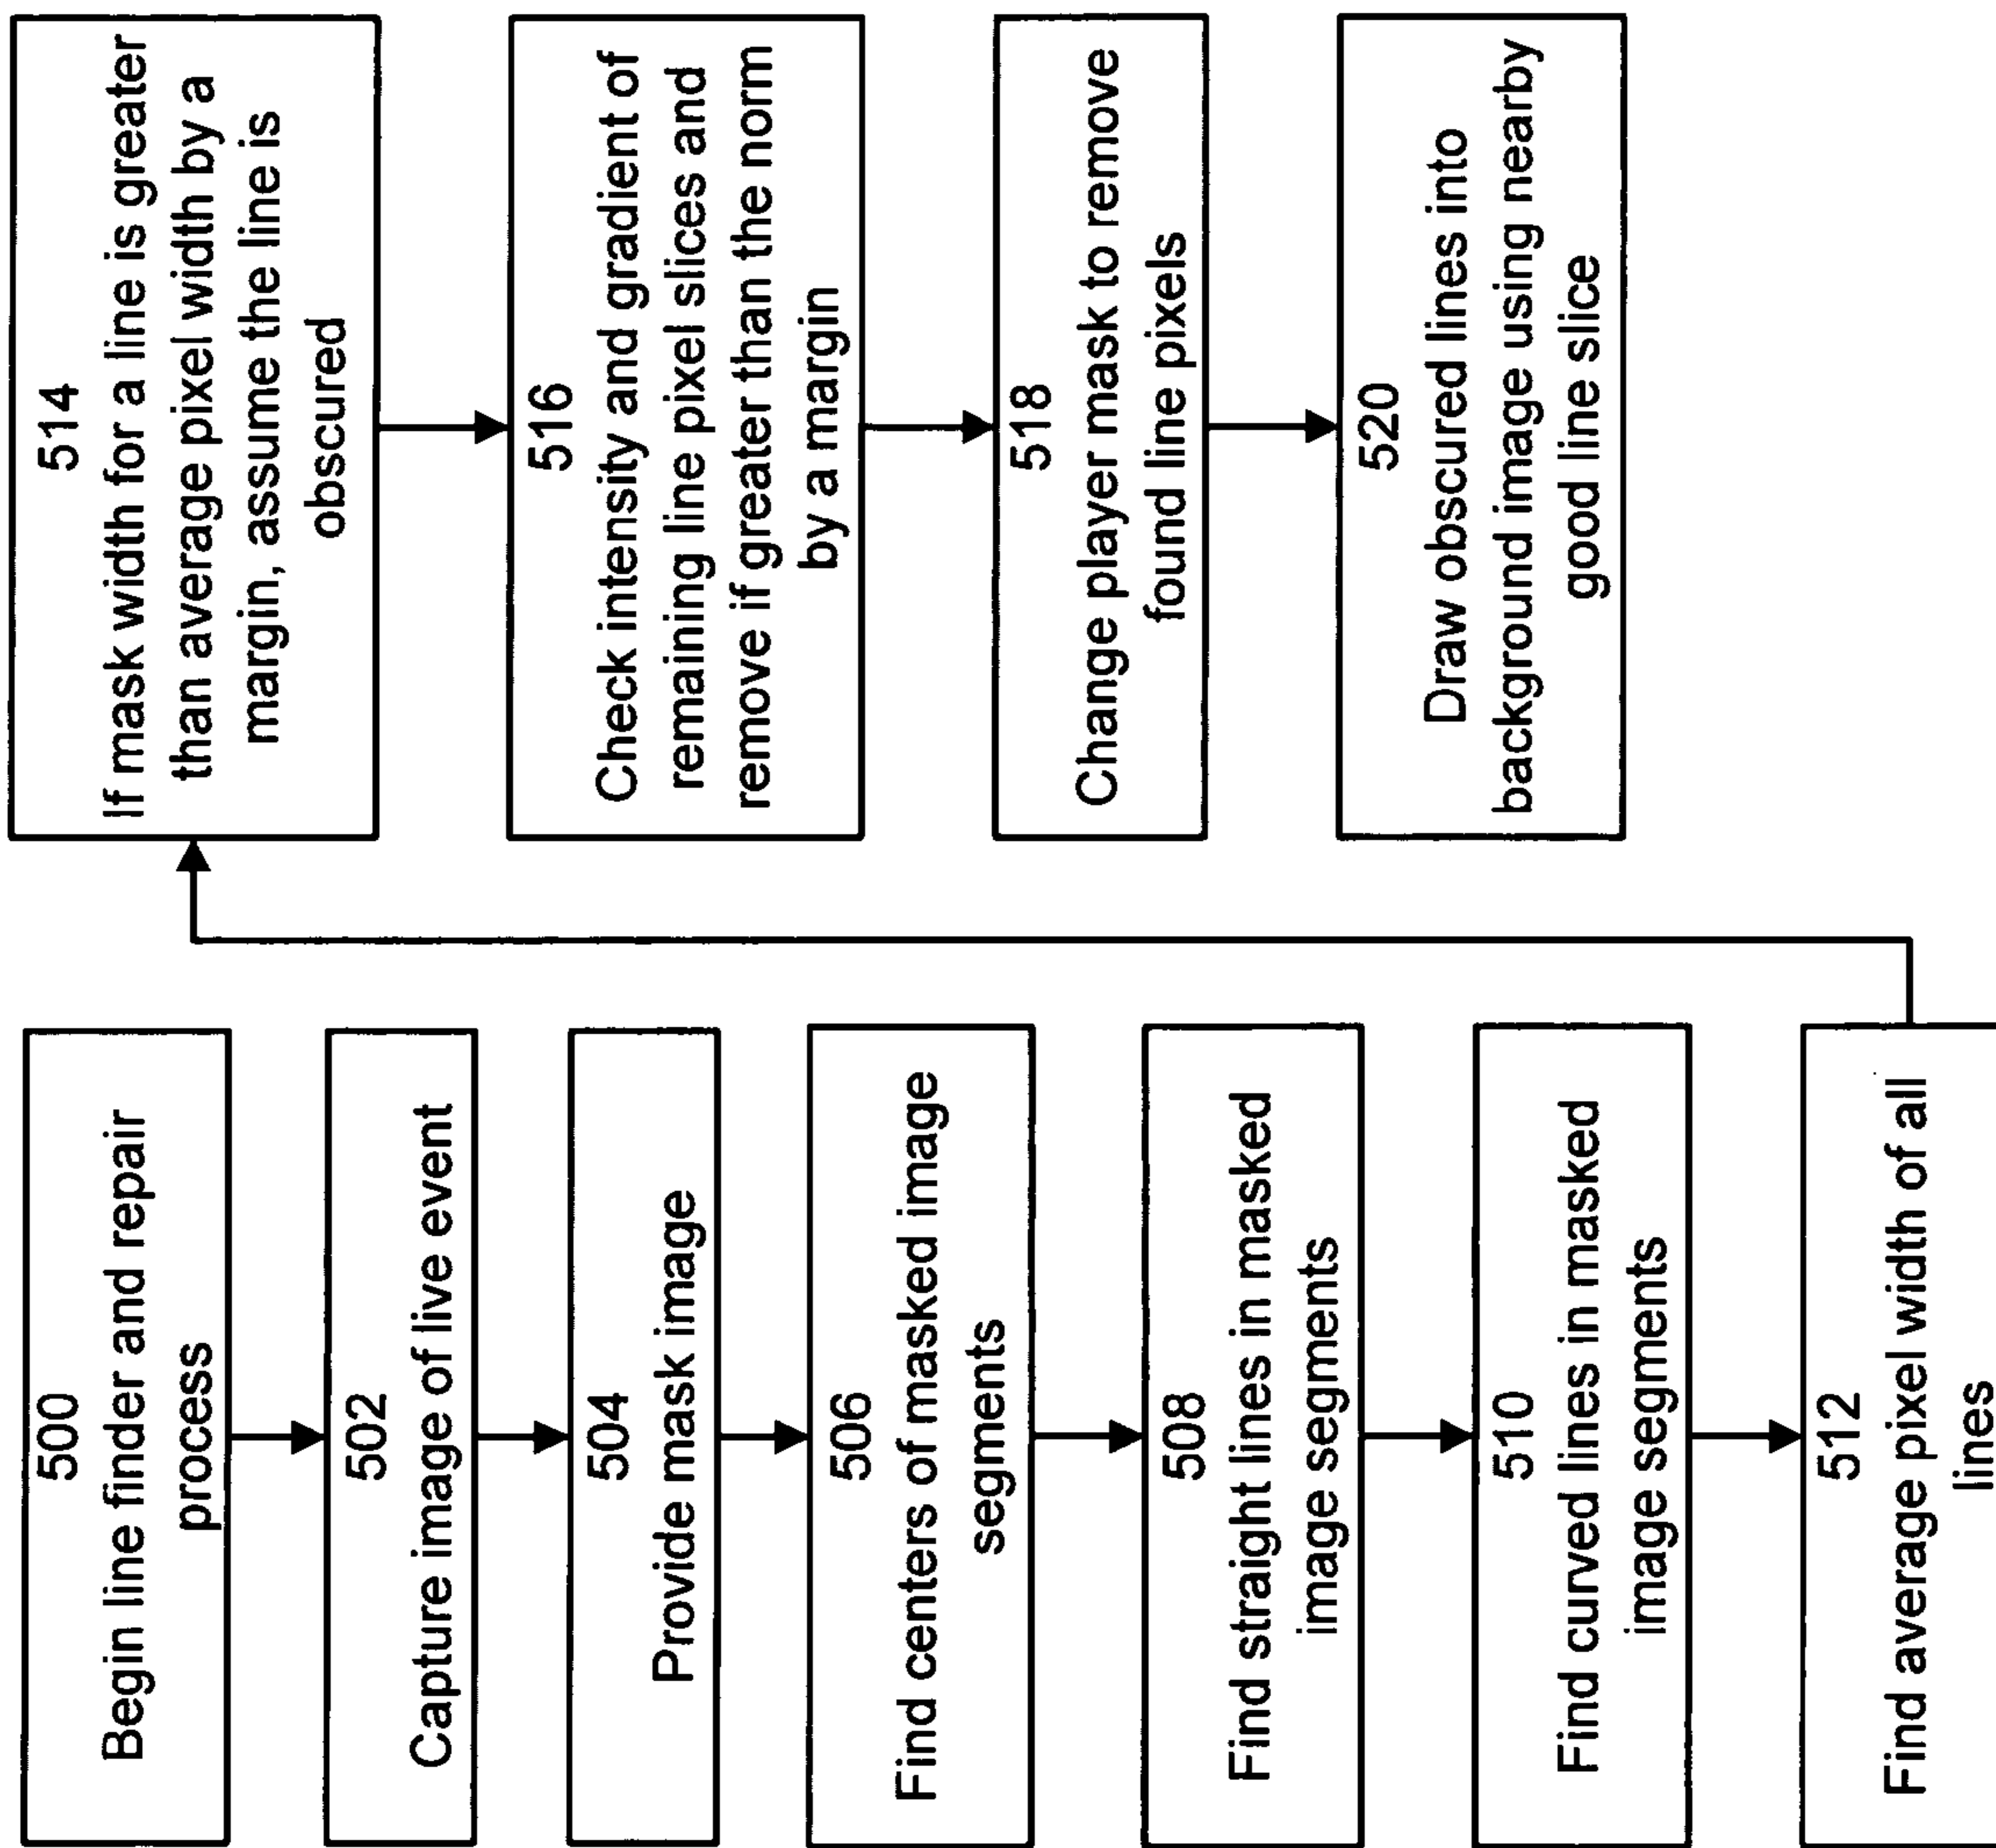 500
Begin line finder and repair
process
502
Capture image of live event
504
Provide mask image
506
Find centers of masked image
segments
508
Find straight lines in masked
image segments
510
Find curved lines in masked
image segments
512
Find average pixel width of all
lines
514
If mask width for a line is greater
than average pixel width by a
margin, assume the line is
obscured
516
Check intensity and gradient of
remaining line pixel slices and
remove if greater than the norm
by a margin
518
Change player mask to remove
found line pixels
520
Draw obscured lines into
background image using nearby
good line slice